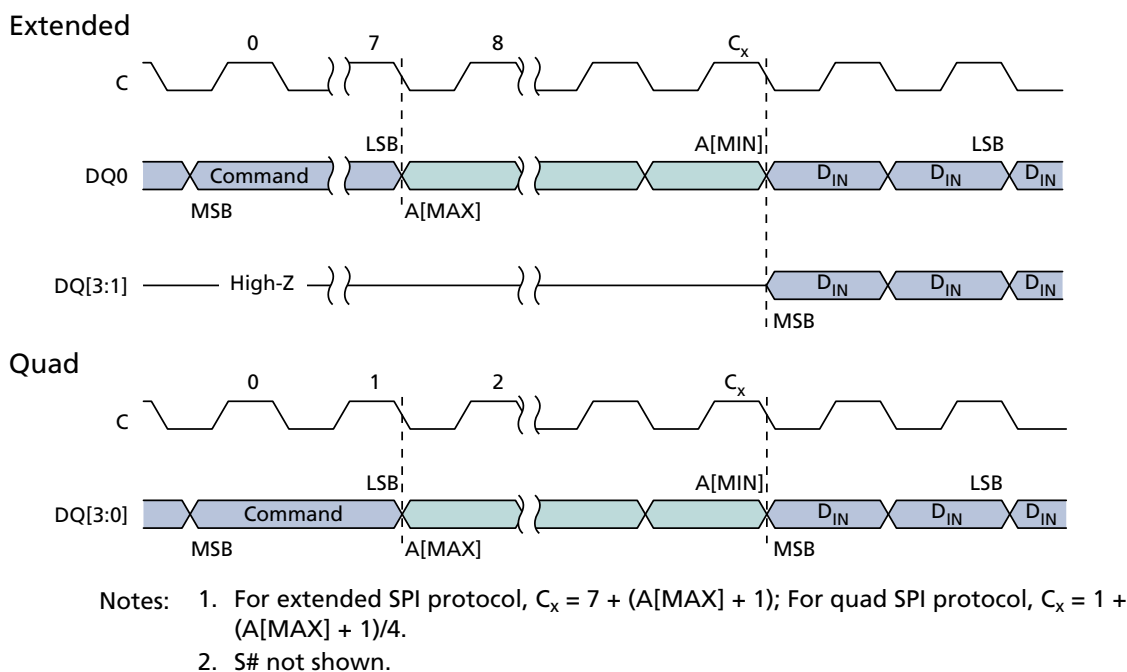 Extended
0 7 8 Cx
C
LSB A[MIN] LSB
DQ0 Command DIN DIN DIN
MSB A[MAX]
DQ[3:1] High-Z DIN DIN DIN
MSB
Quad
0 1 2 Cx
C
LSB A[MIN] LSB
DQ[3:0] Command DIN DIN DIN
MSB A[MAX] MSB
Notes: 1. For extended SPI protocol, Cx = 7 + (A[MAX] + 1); For quad SPI protocol, Cx = 1 +
(A[MAX] + 1)/4.
2. S# not shown.